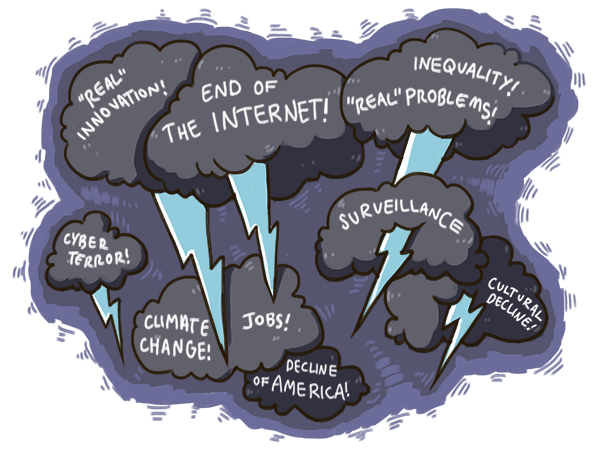 "REAL"
INNOVATION!
END OF
THE INTERNET!
INEQUALITY!
"REAL" PROBLEMS!
SURVEILLANCE
CYBER
TERROR!
CLIMATE
CHANGE!
JOBS!
CULTURAL
DECLINE!
DECLINE
OF AMERICA!